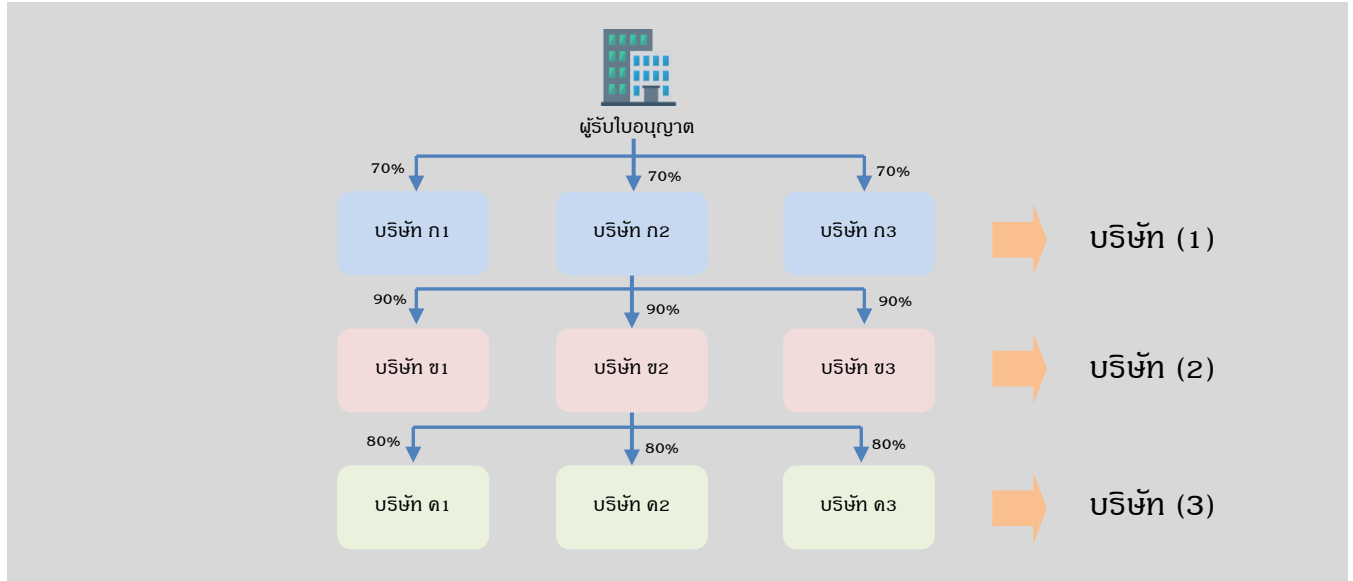 ผู้รับใบอนุญาต
70% 70% 70%
บริษัท ก1 บริษัท ก2 บริษัท ก3 บริษัท (1)
90% 90% 90%
บริษัท ข1 บริษัท ข2 บริษัท ข3 บริษัท (2)
80% 80% 80%
บริษัท ค1 บริษัท ค2 บริษัท ค3 บริษัท (3)